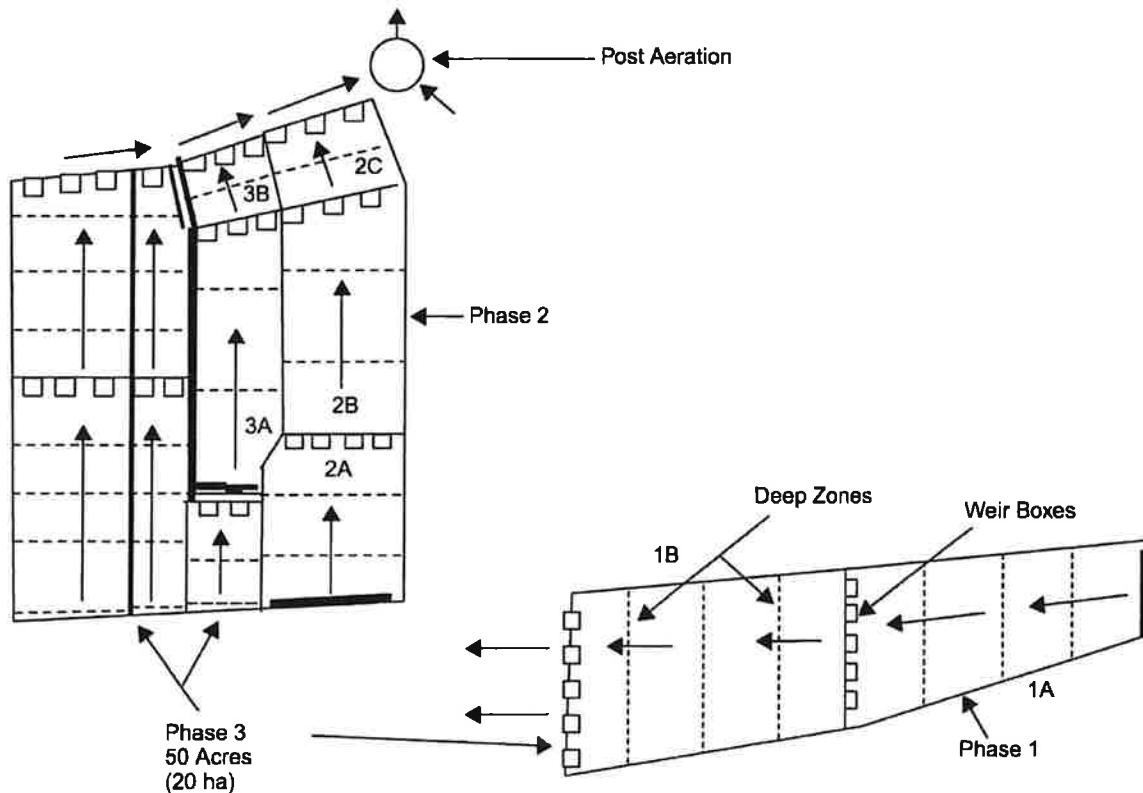 Post Aeration
2C
3B
Phase 2
2B
3A
2A
Deep Zones
Weir Boxes
1B
1A
Phase 3
50 Acres
(20 ha)
Phase 1